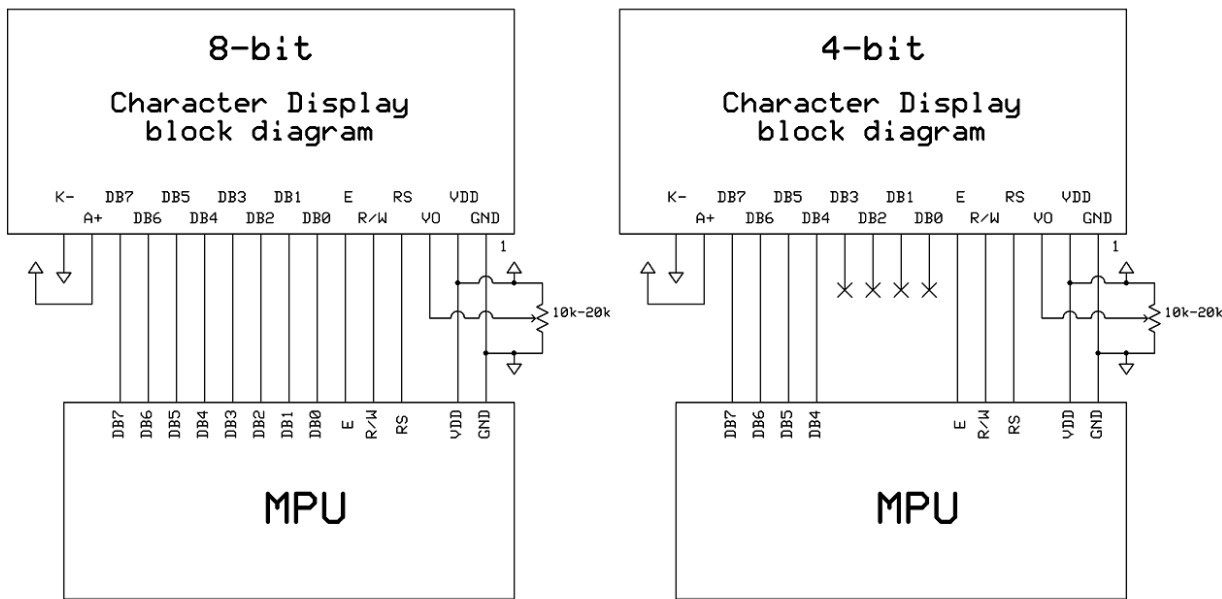 8-bit
Character Display
block diagram
K- DB7 DB5 DB3 DB1 E RS VDD
A+ DB6 DB4 DB2 DB0 R/W VO GND
1
10k-20k
DB7 DB6 DB5 DB4 DB3 DB2 DB1 DB0 E R/W RS VDD GND
MPU
4-bit
Character Display
block diagram
K- DB7 DB5 DB3 DB1 E RS VDD
A+ DB6 DB4 DB2 DB0 R/W VO GND
1
10k-20k
DB7 DB6 DB5 DB4 E R/W RS VDD GND
MPU